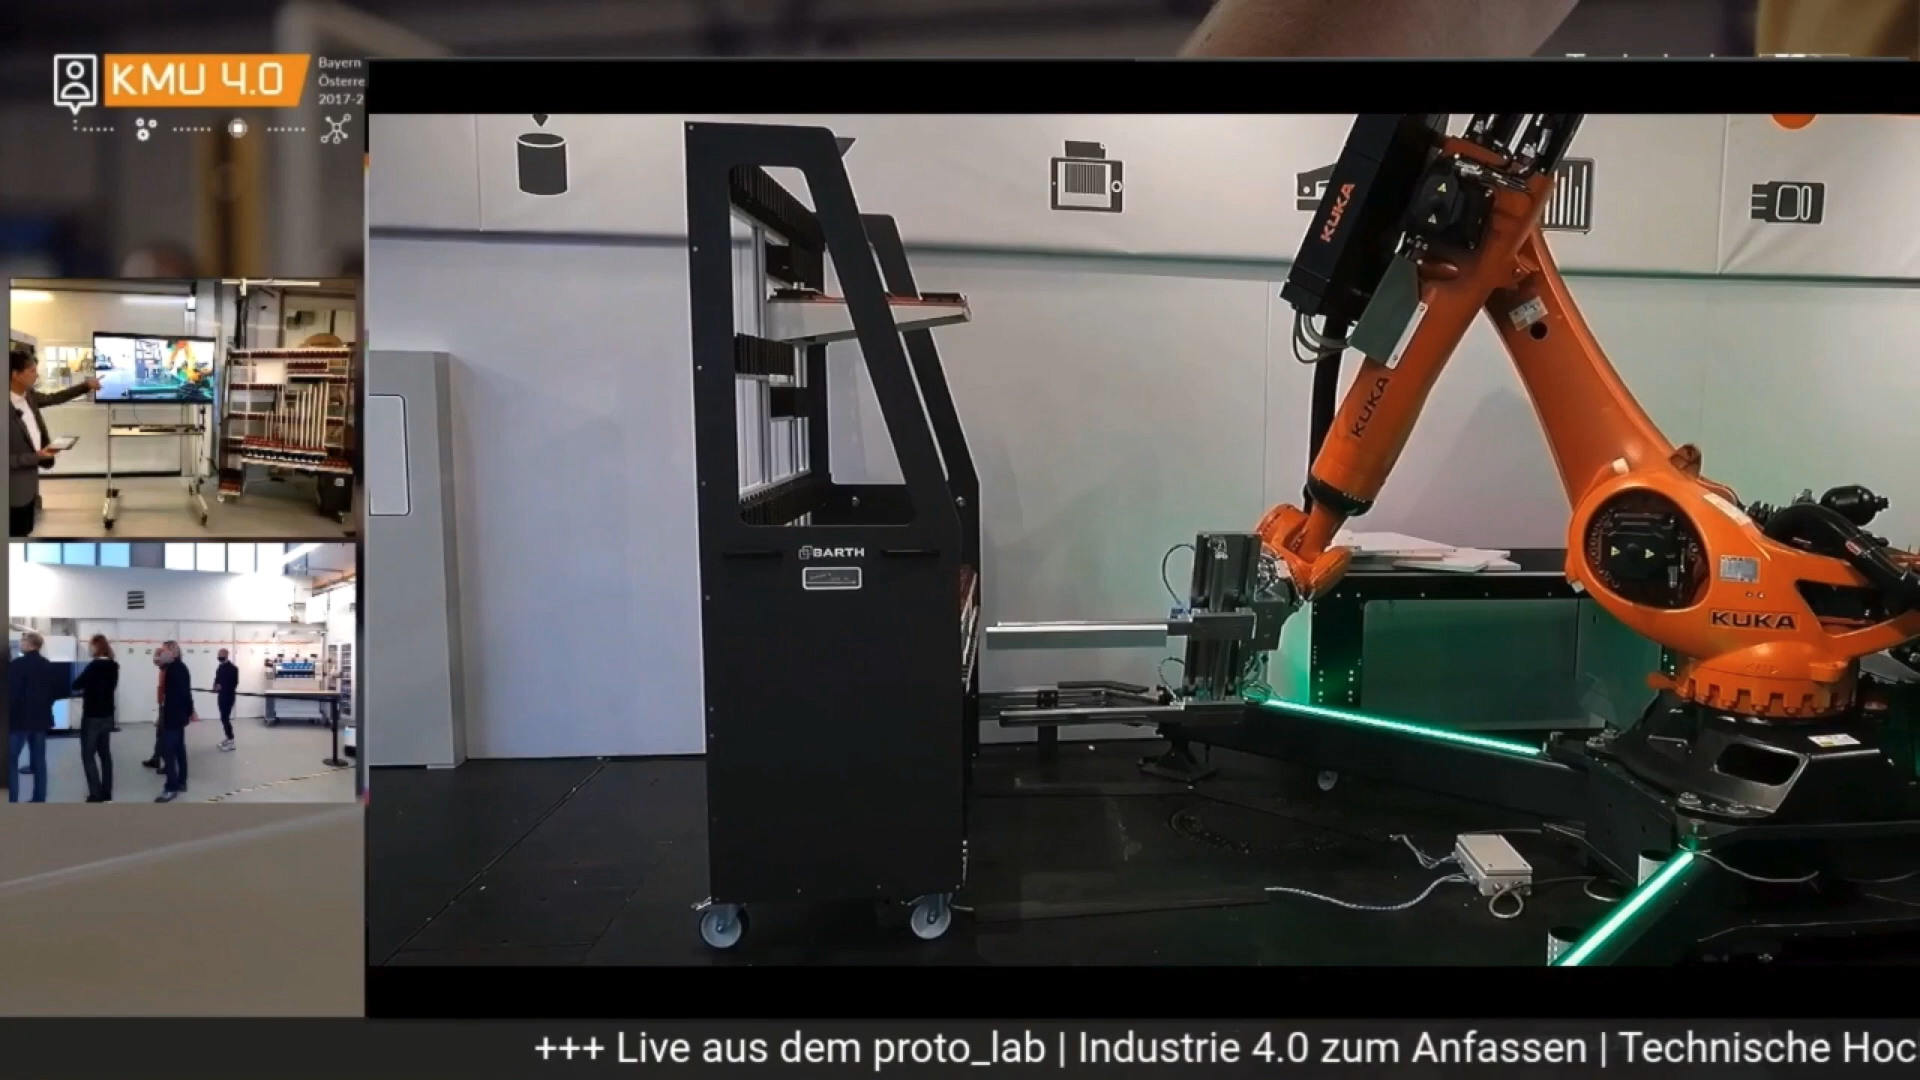 KMU 4.0
Bayern
Österre
2017-2
KUKA
KUKA
KUKA
BARTH
+++ Live aus dem proto_lab | Industrie 4.0 zum Anfassen | Technische Hoc